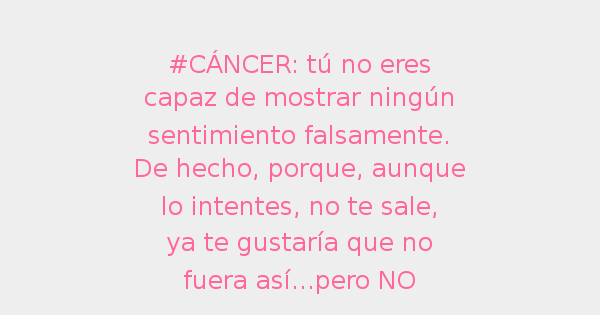 #CÁNCER: tú no eres
capaz de mostrar ningún
sentimiento falsamente.
De hecho, porque, aunque
lo intentes, no te sale,
ya te gustaría que no
fuera así...pero NO